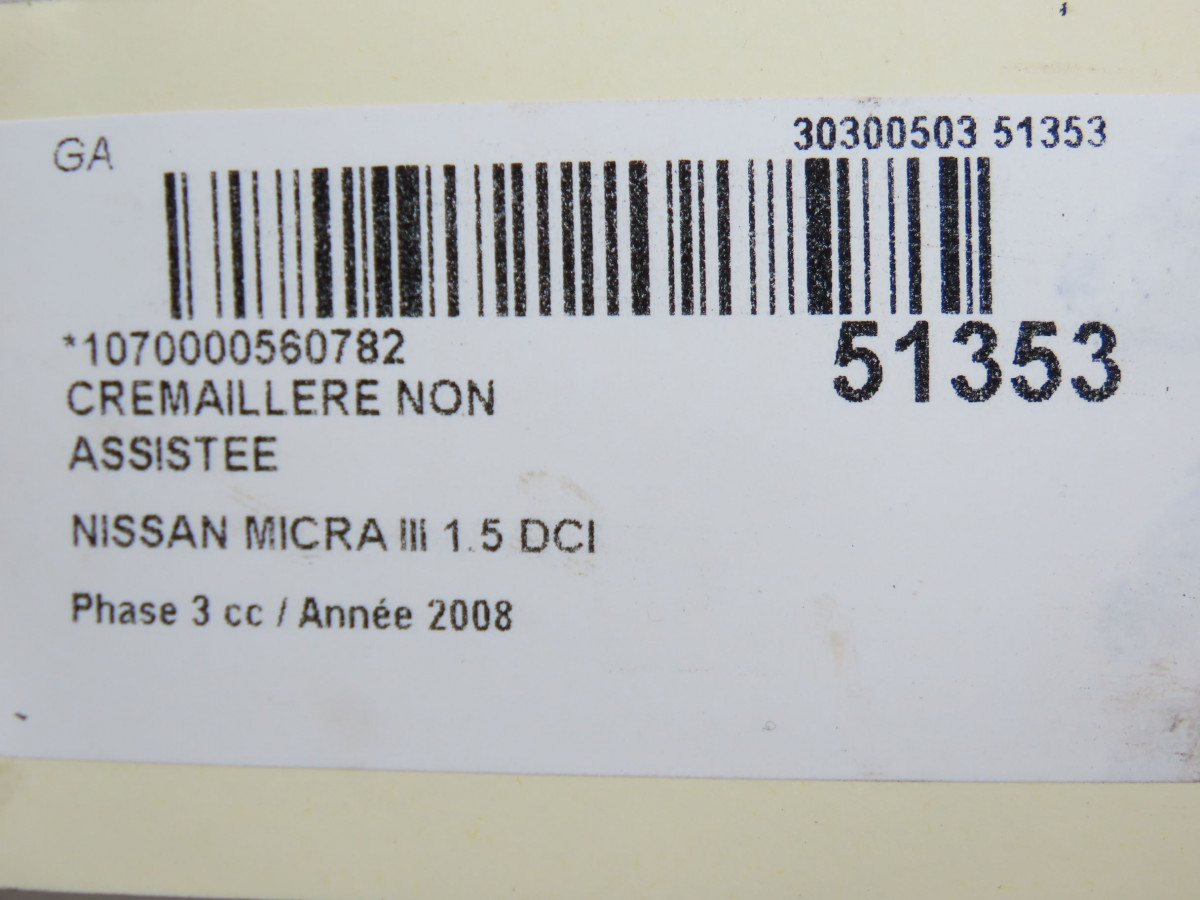 GA
30300503 51353
*1070000560782
51353
CREMAILLERE NON
ASSISTEE
NISSAN MICRA III 1.5 DCI
Phase 3 cc / Année 2008